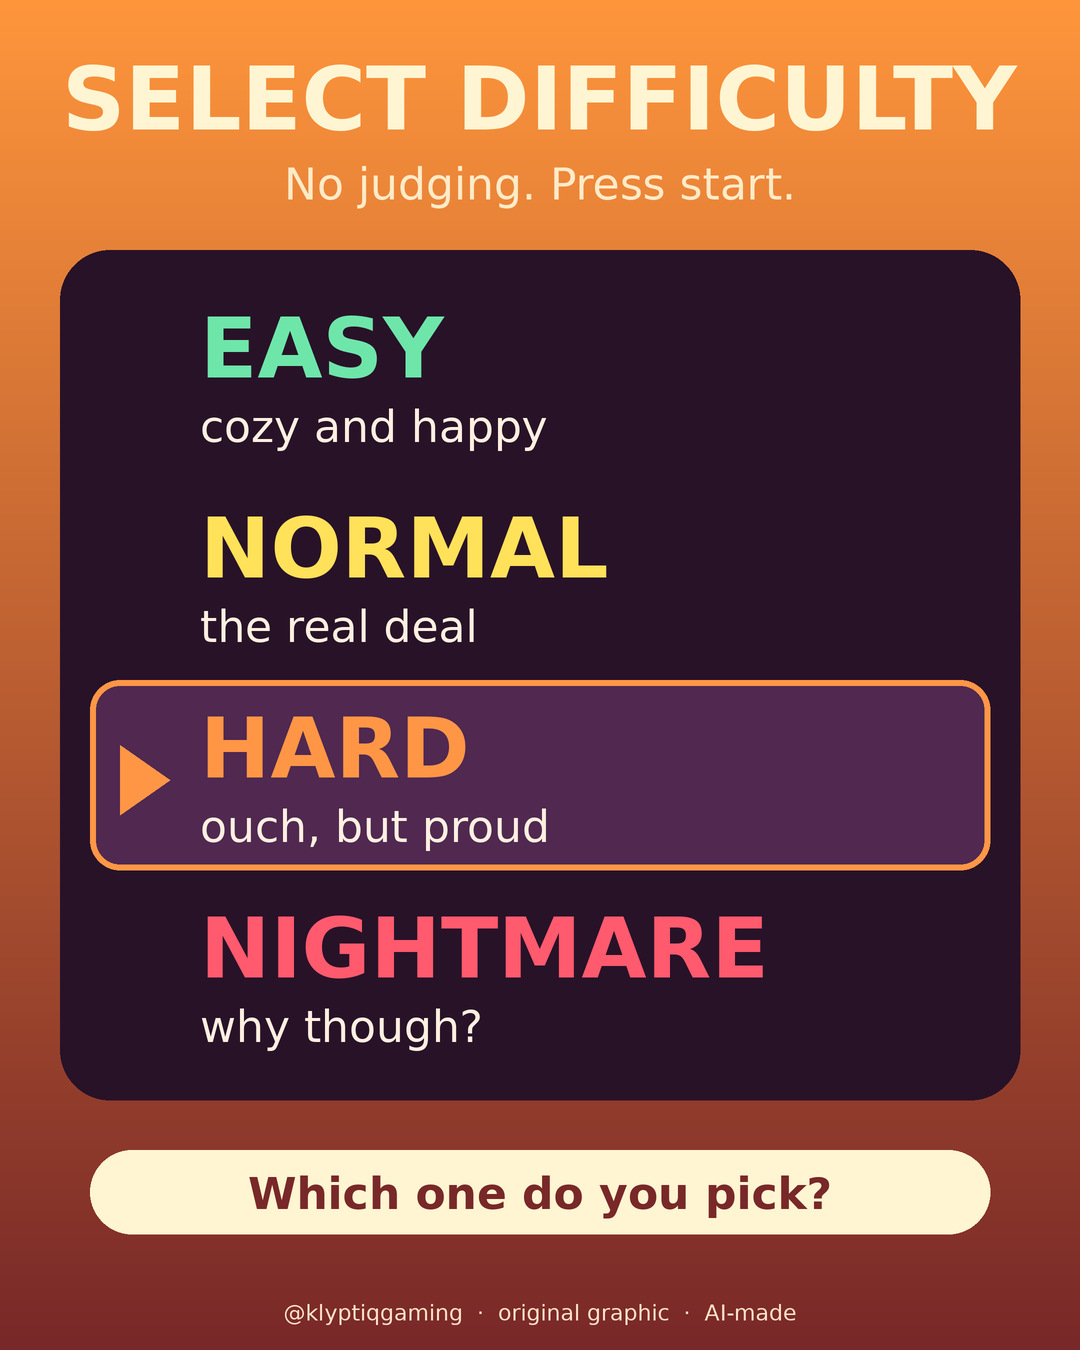 SELECT DIFFICULTY
No judging. Press start.
EASY
cozy and happy
NORMAL
the real deal
HARD
ouch, but proud
NIGHTMARE
why though?
Which one do you pick?
@klyptiqgaming · original graphic · AI-made